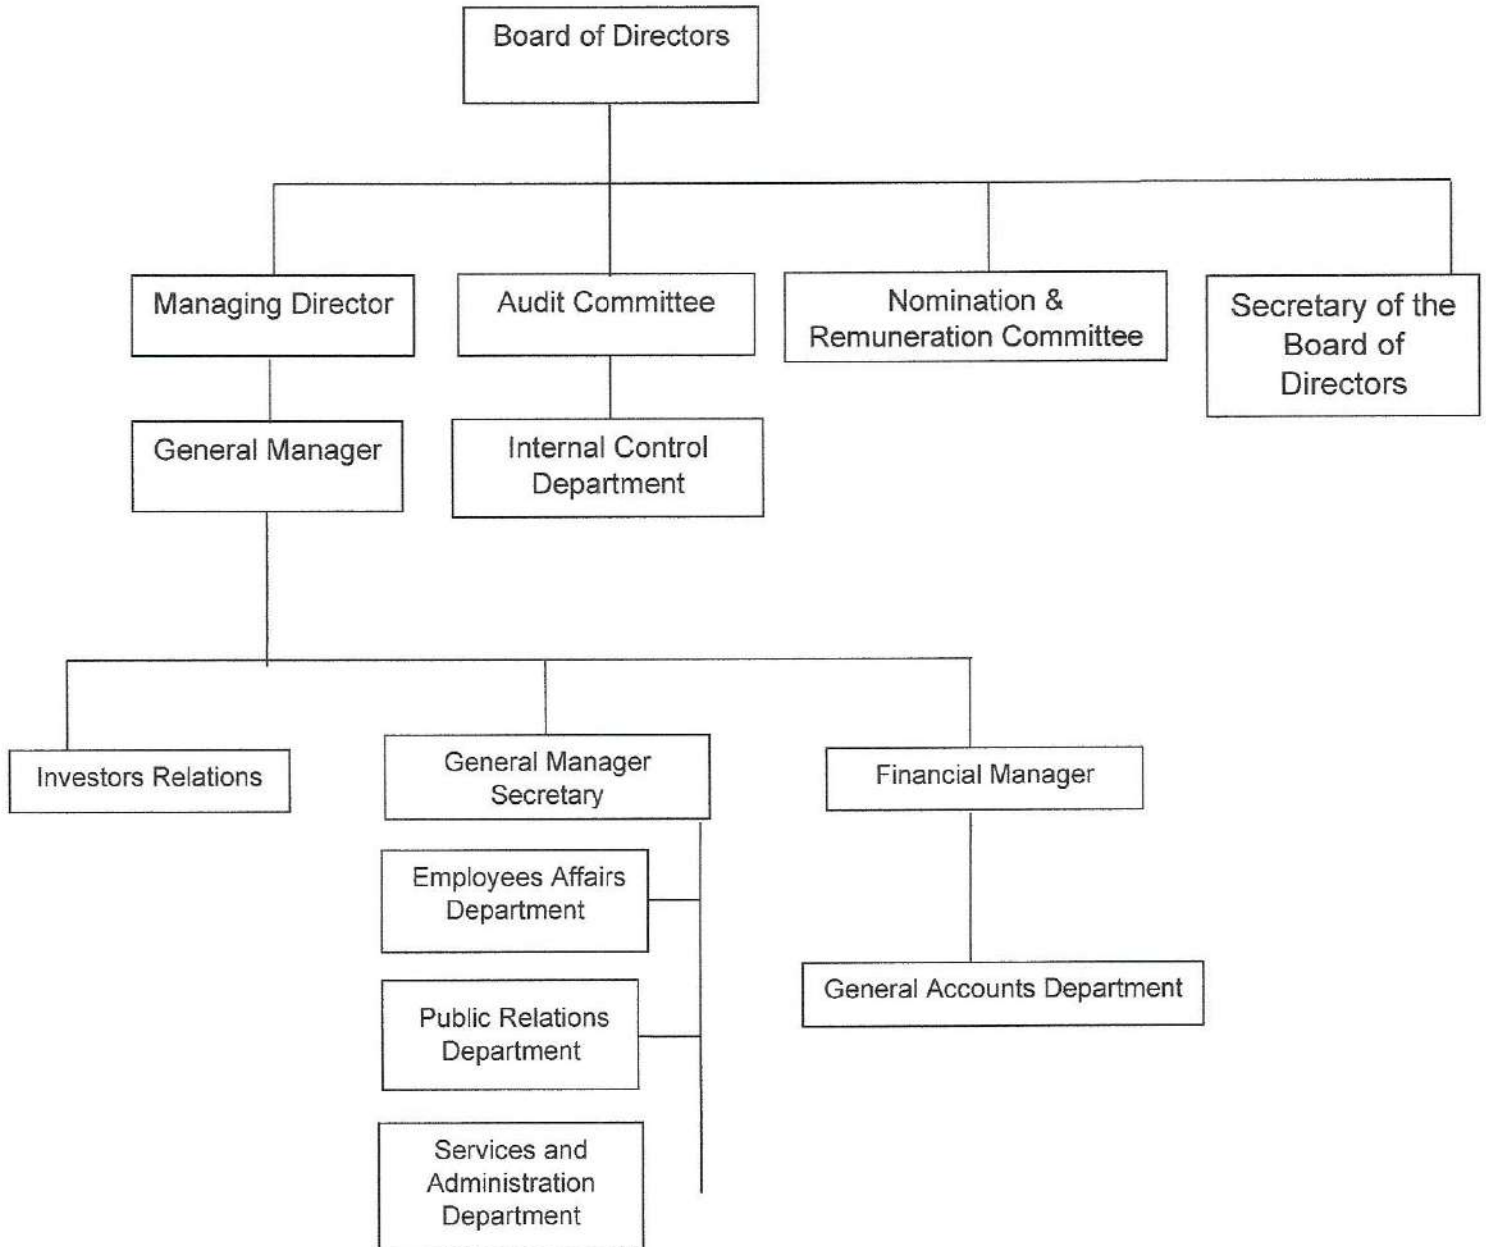 Board of Directors
Managing Director
Audit Committee
Nomination &
Remuneration Committee
Secretary of the
Board of
Directors
General Manager
Internal Control
Department
Investors Relations
General Manager
Secretary
Financial Manager
Employees Affairs
Department
General Accounts Department
Public Relations
Department
Services and
Administration
Department